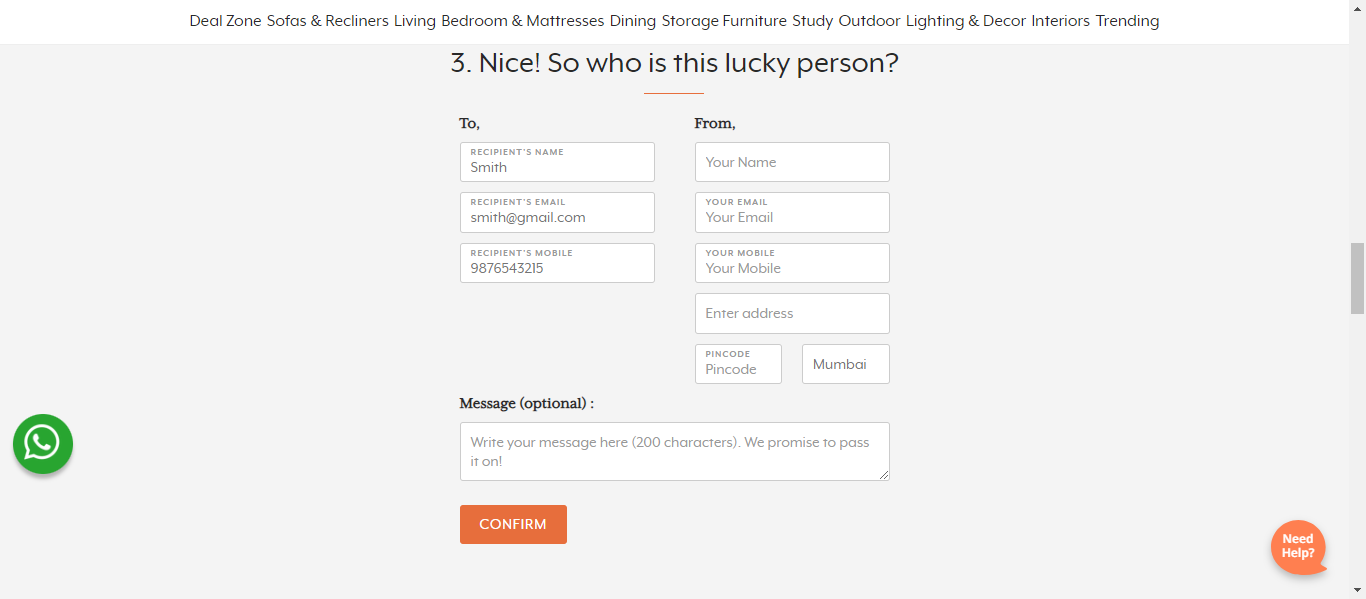 Deal Zone Sofas & Recliners Living Bedroom & Mattresses Dining Storage Furniture Study Outdoor Lighting & Decor Interiors Trending
3. Nice! So who is this lucky person?
To,
RECIPIENT'S NAME
Smith
RECIPIENT'S EMAIL
smith@gmail.com
RECIPIENT'S MOBILE
9876543215
From,
Your Name
YOUR EMAIL
Your Email
YOUR MOBILE
Your Mobile
Enter address
PINCODE
Pincode
Mumbai
Message (optional) :
Write your message here (200 characters). We promise to pass
it on!
CONFIRM
Need
Help?